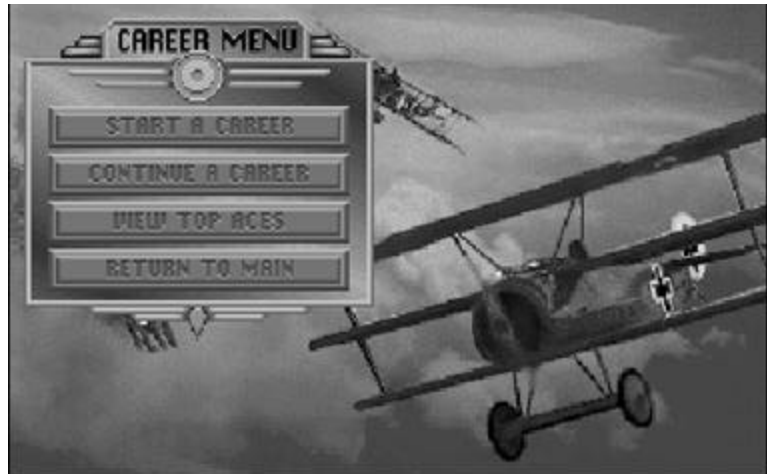 CAREER MENU
START A CAREER
CONTINUE A CAREER
VIEW TOP ACES
RETURN TO MAIN